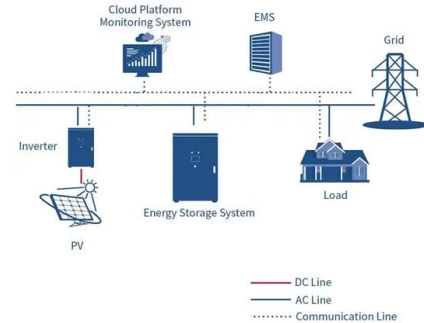 Cloud Platform
Monitoring System
EMS
Grid
Inverter
Energy Storage System
Load
PV
DC Line
AC Line
Communication Line